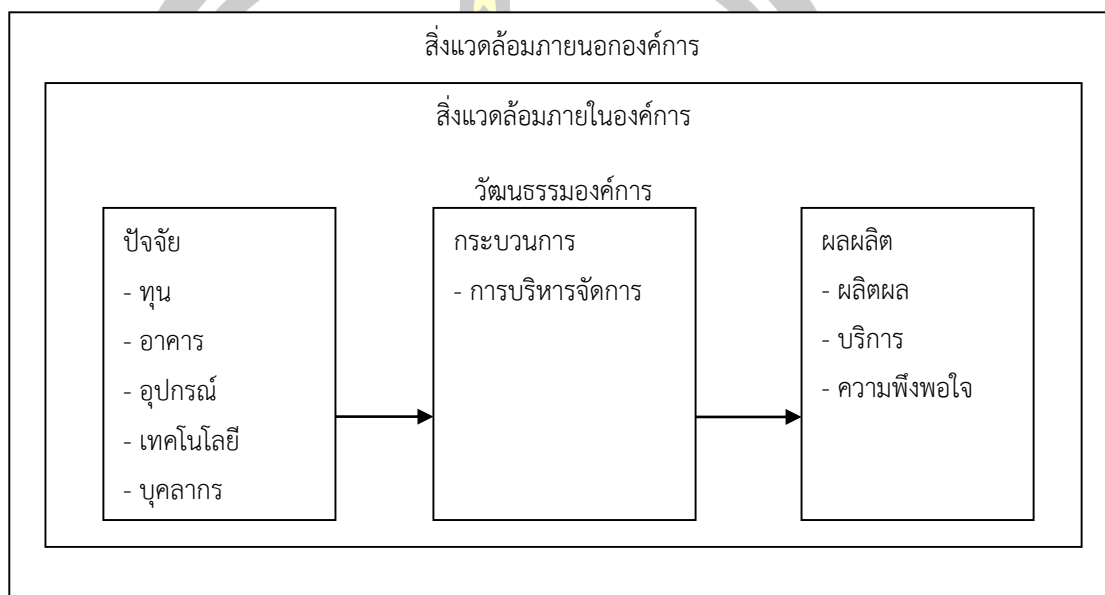 สิ่งแวดล้อมภายนอกองค์การ
สิ่งแวดล้อมภายในองค์การ
วัฒนธรรมองค์การ
ปัจจัย
- ทุน
- อาคาร
- อุปกรณ์
- เทคโนโลยี
- บุคลากร
กระบวนการ
- การบริหารจัดการ
ผลผลิต
- ผลิตผล
- บริการ
- ความพึงพอใจ